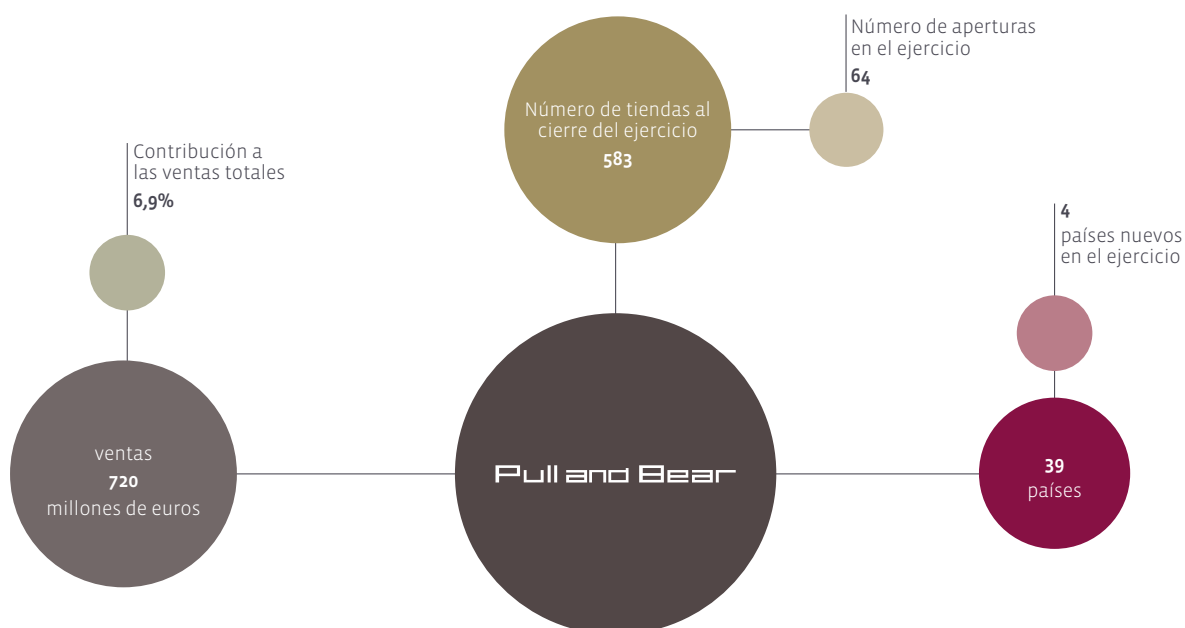 Número de aperturas
en el ejercicio
64
Número de tiendas al
cierre del ejercicio
583
Contribución a
las ventas totales
6,9%
4
países nuevos
en el ejercicio
ventas
720
millones de euros
Pull and Bear
39
países